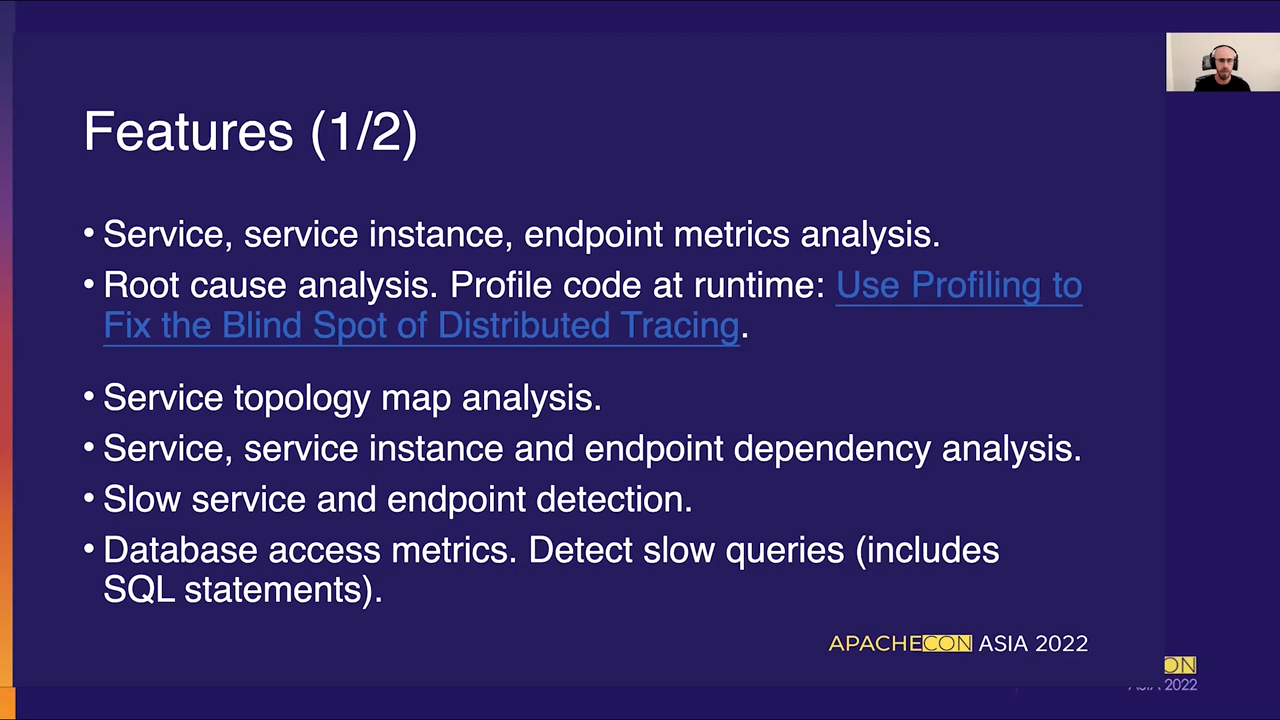 Features (1/2)
• Service, service instance, endpoint metrics analysis.
• Root cause analysis. Profile code at runtime: Use Profiling to
Fix the Blind Spot of Distributed Tracing.
• Service topology map analysis.
• Service, service instance and endpoint dependency analysis.
• Slow service and endpoint detection.
• Database access metrics. Detect slow queries (includes
SQL statements).
APACHECON ASIA 2022
ON
ASIA 2022